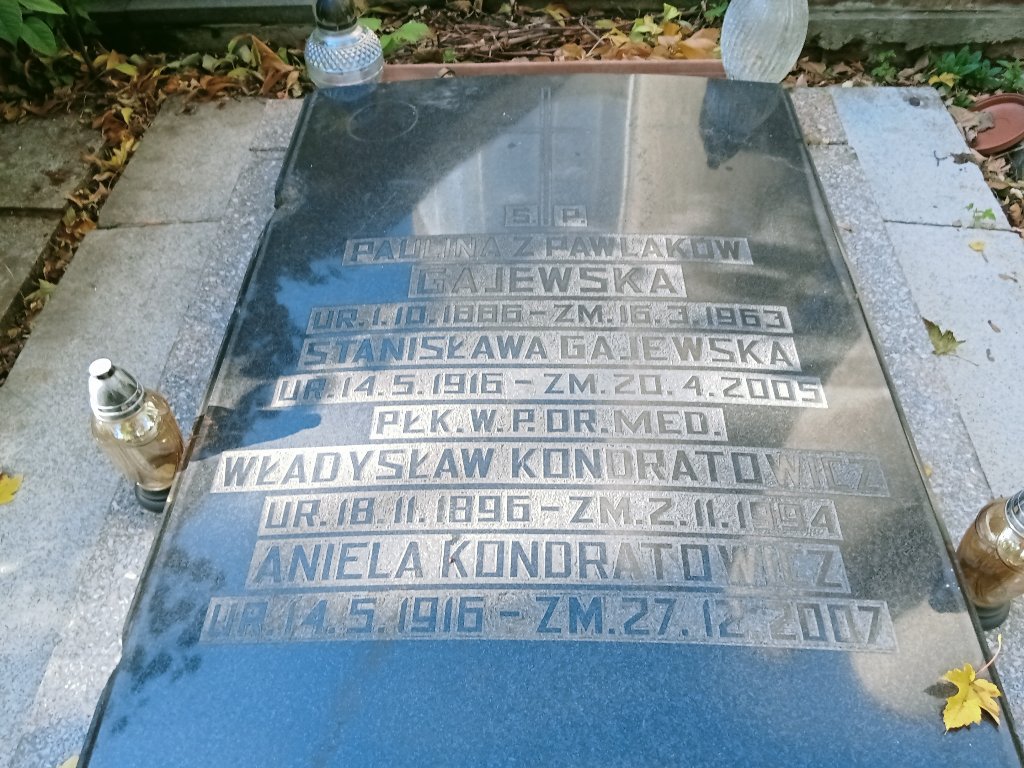 Ś. P.
PAULINA Z PAWLAKÓW
GAJEWSKA
UR. 1. 10. 1886 - ZM. 16. 3. 1963
STANISŁAWA GAJEWSKA
UR. 14. 5. 1916 - ZM. 20. 4. 2005
PŁK. W. P. DR. MED.
WŁADYSŁAW KONDRATOWICZ
UR. 18. 11. 1896 - ZM. 2. 11. 1994
ANIELA KONDRATOWICZ
UR. 14. 5. 1916 - ZM. 27. 12. 2007